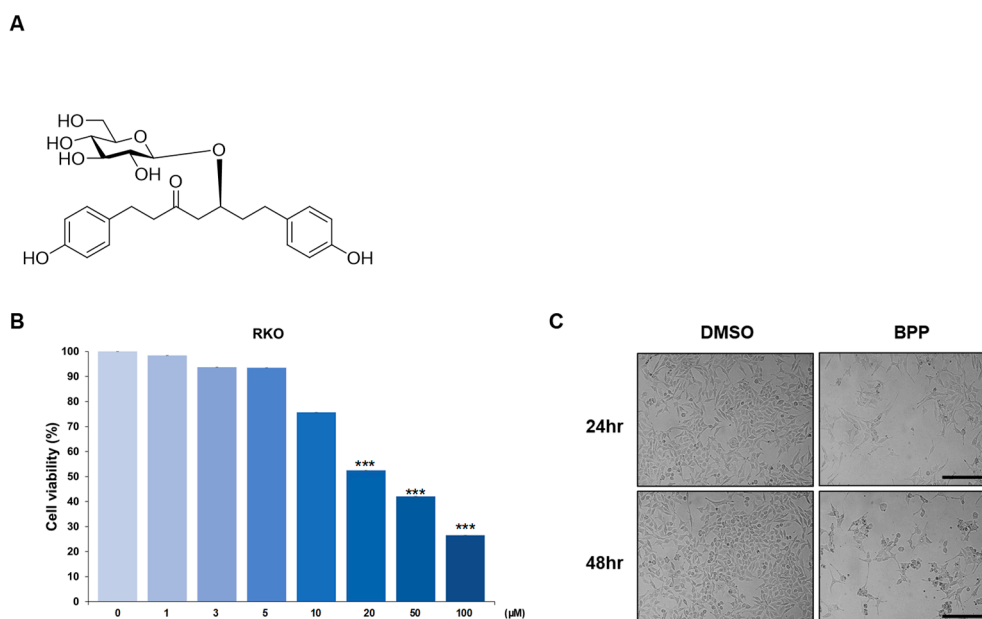 A
HO
O
HO
HO
OH
O
O
HO
OH
B
RKO
Cell viability (%)
100
90
80
70
60
50
40
30
20
10
0
***
***
***
0 1 3 5 10 20 50 100 (µM)
C
DMSO BPP
24hr
48hr